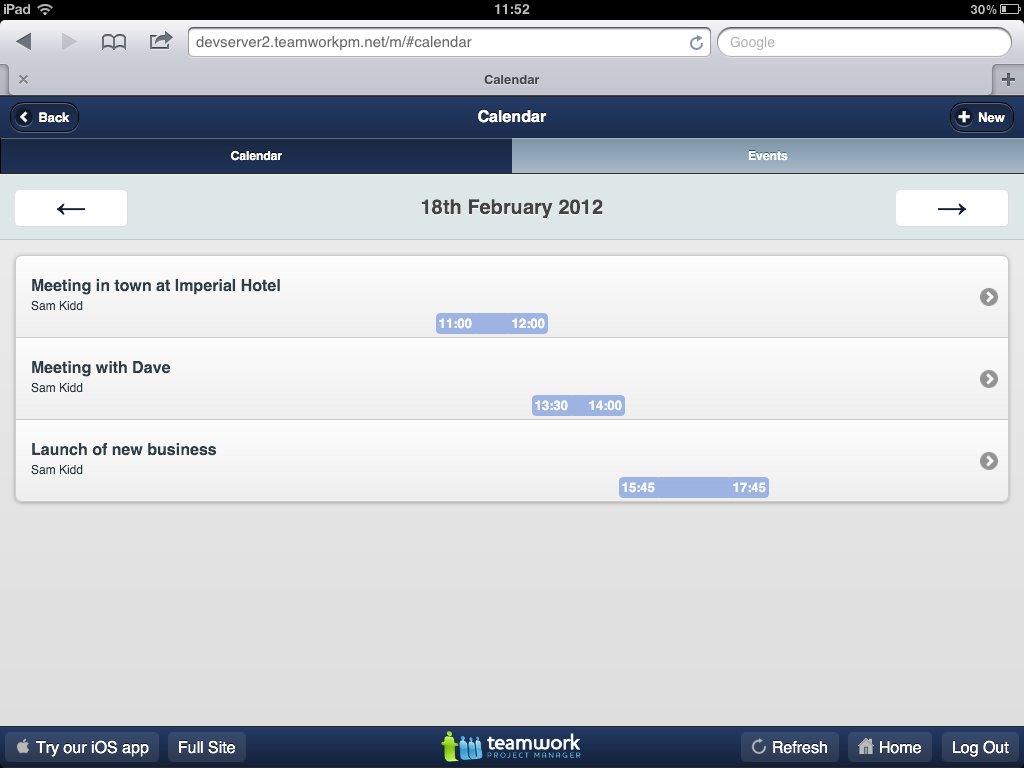 iPad 11:52 30%
devserver2.teamworkpm.net/m/#calendar Google
Calendar
Back Calendar New
Calendar Events
18th February 2012
Meeting in town at Imperial Hotel
Sam Kidd
11:00 12:00
Meeting with Dave
Sam Kidd
13:30 14:00
Launch of new business
Sam Kidd
15:45 17:45
Try our iOS app Full Site teamwork Refresh Home Log Out
PROJECT MANAGER